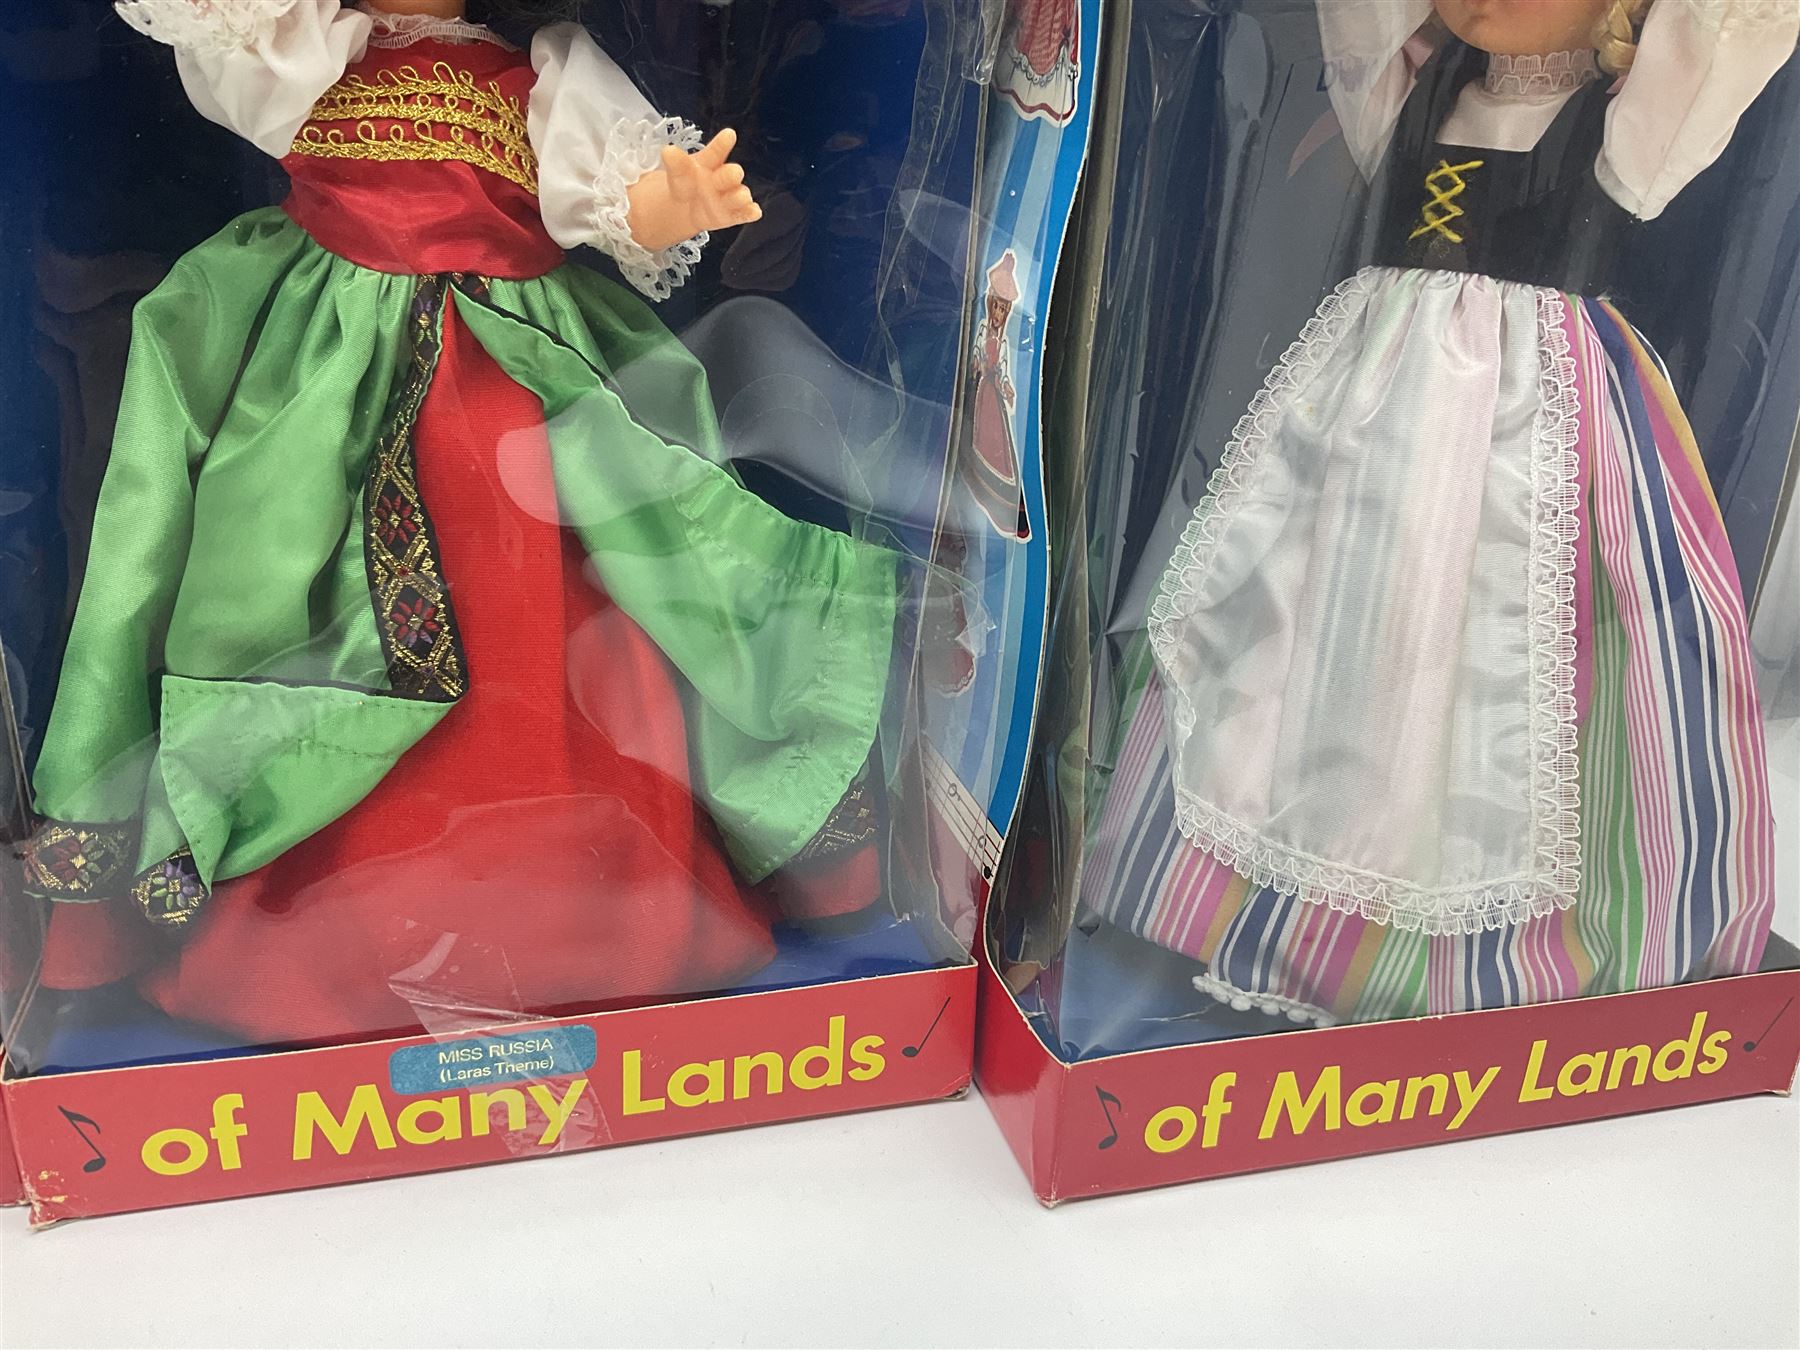 MISS RUSSIA
(Laras Theme)
of Many Lands
of Many Lands